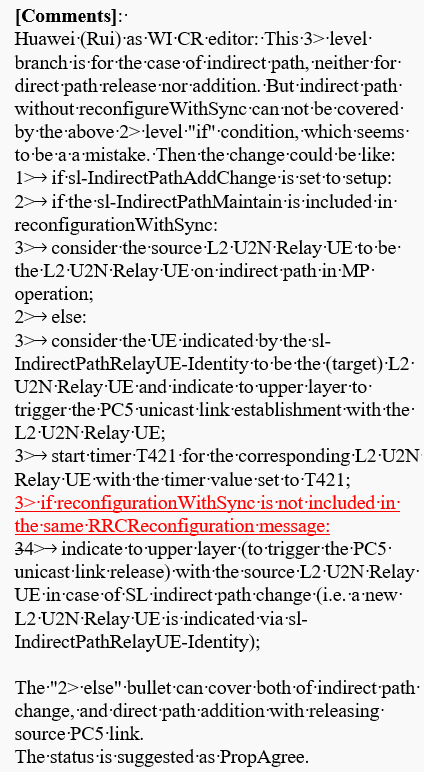 [Comments]:
Huawei (Rui) as WI CR editor: This 3> level
branch is for the case of indirect path, neither for
direct path release nor addition. But indirect path
without reconfigureWithSync can not be covered
by the above 2> level "if" condition, which seems
to be a a mistake. Then the change could be like:
1>→ if sl-IndirectPathAddChange is set to setup:
2>→ if the sl-IndirectPathMaintain is included in
reconfigurationWithSync:
3>→ consider the source L2 U2N Relay UE to be
the L2 U2N Relay UE on indirect path in MP
operation;
2>→ else:
3>→ consider the UE indicated by the sl-
IndirectPathRelayUE-Identity to be the (target) L2
U2N Relay UE and indicate to upper layer to
trigger the PC5 unicast link establishment with the
L2 U2N Relay UE;
3>→ start timer T421 for the corresponding L2 U2N
Relay UE with the timer value set to T421;
3> if reconfigurationWithSync is not included in
the same RRCReconfiguration message:
34>→ indicate to upper layer (to trigger the PC5
unicast link release) with the source L2 U2N Relay
UE in case of SL indirect path change (i.e. a new
L2 U2N Relay UE is indicated via sl-
IndirectPathRelayUE-Identity);
The "2> else" bullet can cover both of indirect path
change, and direct path addition with releasing
source PC5 link.
The status is suggested as PropAgree.